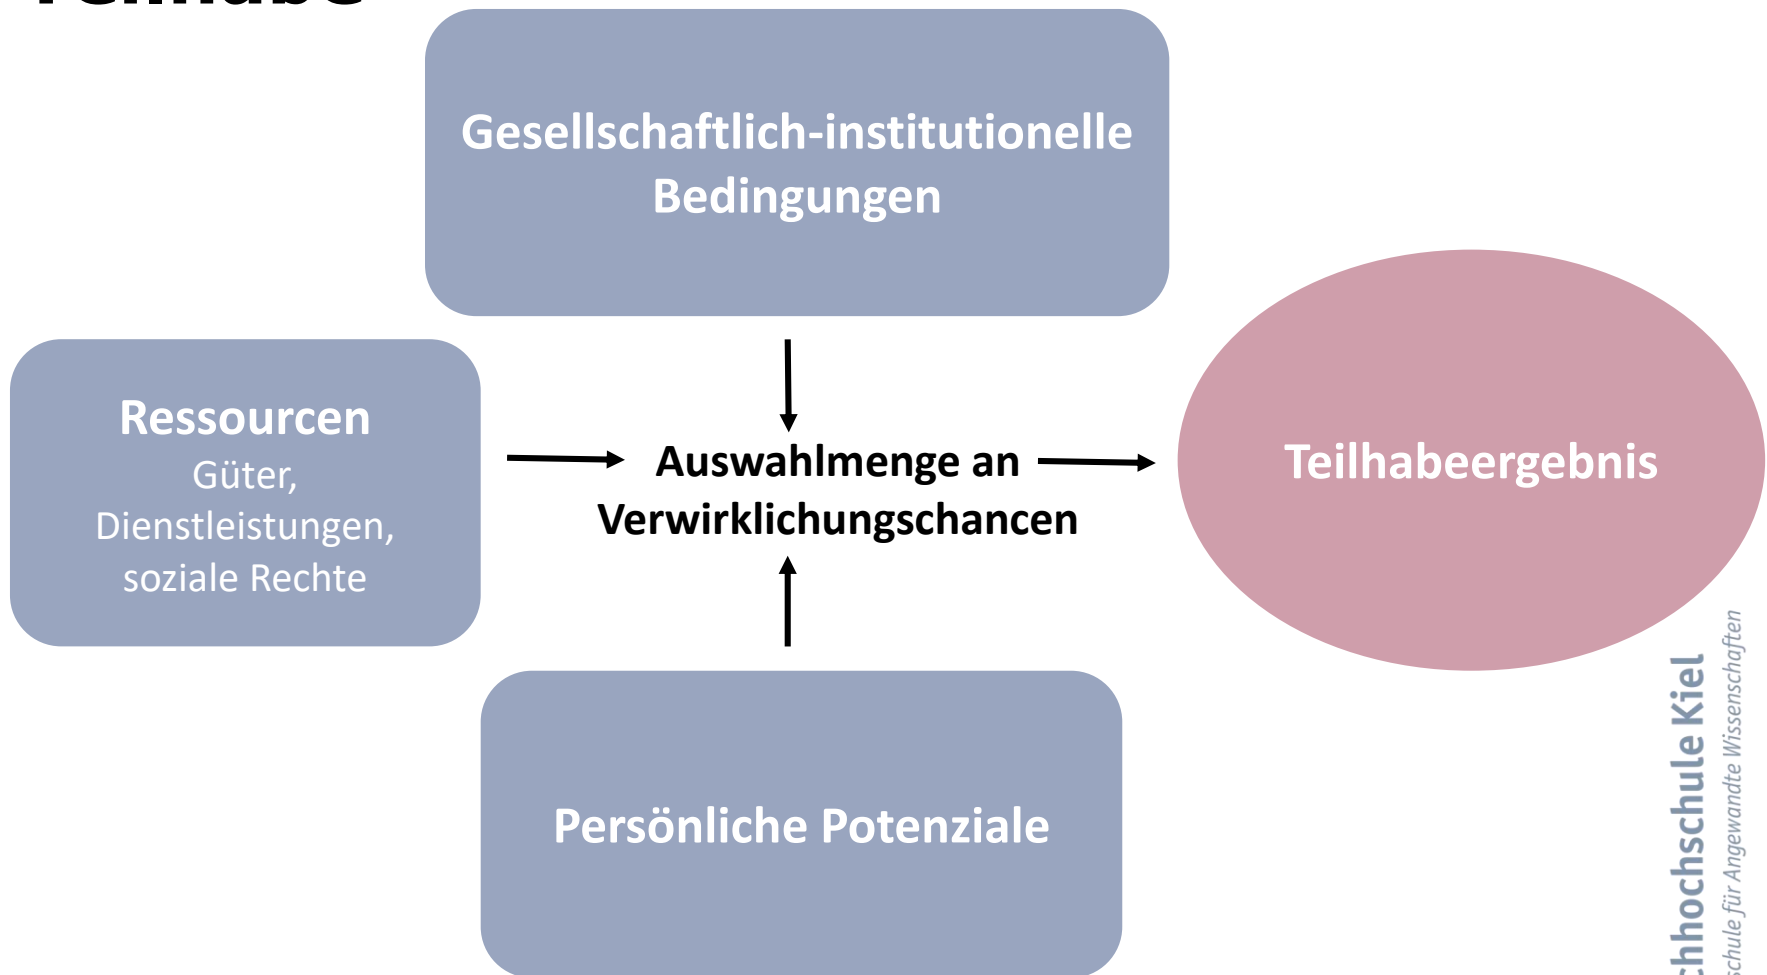 Teilhabe
Gesellschaftlich-institutionelle
Bedingungen
Ressourcen
Güter,
Dienstleistungen,
soziale Rechte
Auswahlmenge an
Verwirklichungschancen
Teilhabeergebnis
Persönliche Potenziale
chhochschule Kiel
schule für Angewandte Wissenschaften